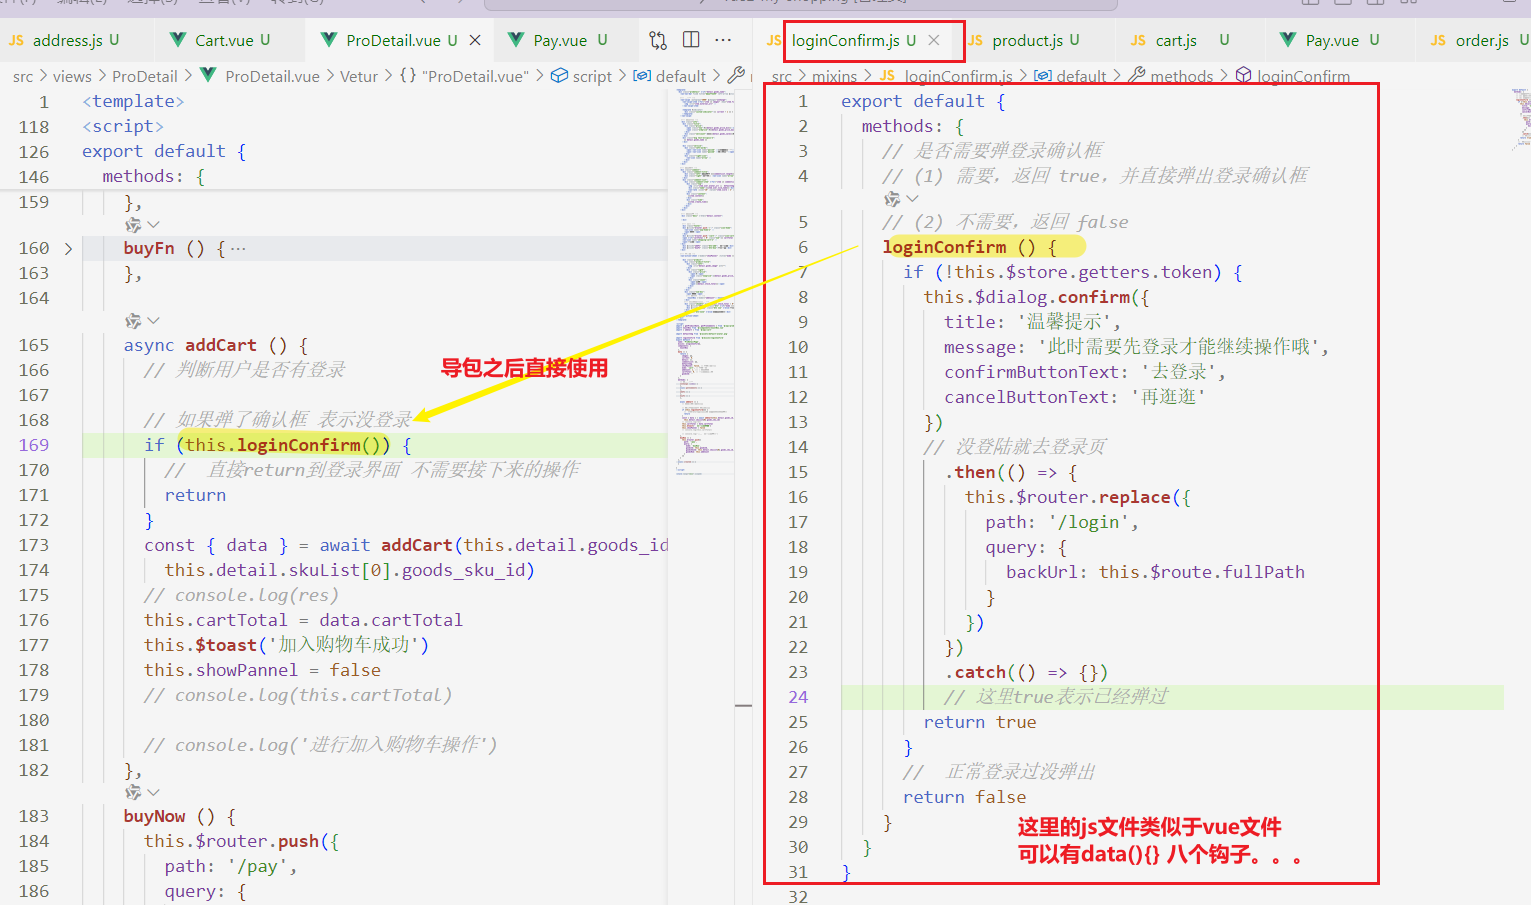 address.js U
Cart.vue U
ProDetail.vue U
Pay.vue U
src > views > ProDetail > ProDetail.vue > Vetur > {} "ProDetail.vue" > script > default >
1 <template>
118 <script>
126 export default {
146 methods: {
159 },
160 buyFn () { ···
163 },
164
165 async addCart () {
166 // 判断用户是否有登录
167
168 // 如果弹了确认框 表示没登录
169 if (this.loginConfirm()) {
170 // 直接return到登录界面 不需要接下来的操作
171 return
172 }
173 const { data } = await addCart(this.detail.goods_id
174 this.detail.skuList[0].goods_sku_id)
175 // console.log(res)
176 this.cartTotal = data.cartTotal
177 this.$toast('加入购物车成功')
178 this.showPannel = false
179 // console.log(this.cartTotal)
180
181 // console.log('进行加入购物车操作')
182 },
183 buyNow () {
184 this.$router.push({
185 path: '/pay',
186 query: {
导包之后直接使用
JS loginConfirm.js U
JS product.js U
JS cart.js U
Pay.vue U
JS order.js U
src > mixins > JS loginConfirm.js > default > methods > loginConfirm
1 export default {
2 methods: {
3 // 是否需要弹登录确认框
4 // (1) 需要，返回 true，并直接弹出登录确认框
5 // (2) 不需要，返回 false
6 loginConfirm () {
7 if (!this.$store.getters.token) {
8 this.$dialog.confirm({
9 title: '温馨提示',
10 message: '此时需要先登录才能继续操作哦',
11 confirmButtonText: '去登录',
12 cancelButtonText: '再逛逛'
13 })
14 // 没登陆就去登录页
15 .then(() => {
16 this.$router.replace({
17 path: '/login',
18 query: {
19 backUrl: this.$route.fullPath
20 }
21 })
22 })
23 .catch(() => {})
24 // 这里true表示已经弹过
25 return true
26 }
27 // 正常登录过没弹出
28 return false
29 }
30 }
31 }
32
这里的js文件类似于vue文件
可以有data(){} 八个钩子。。。